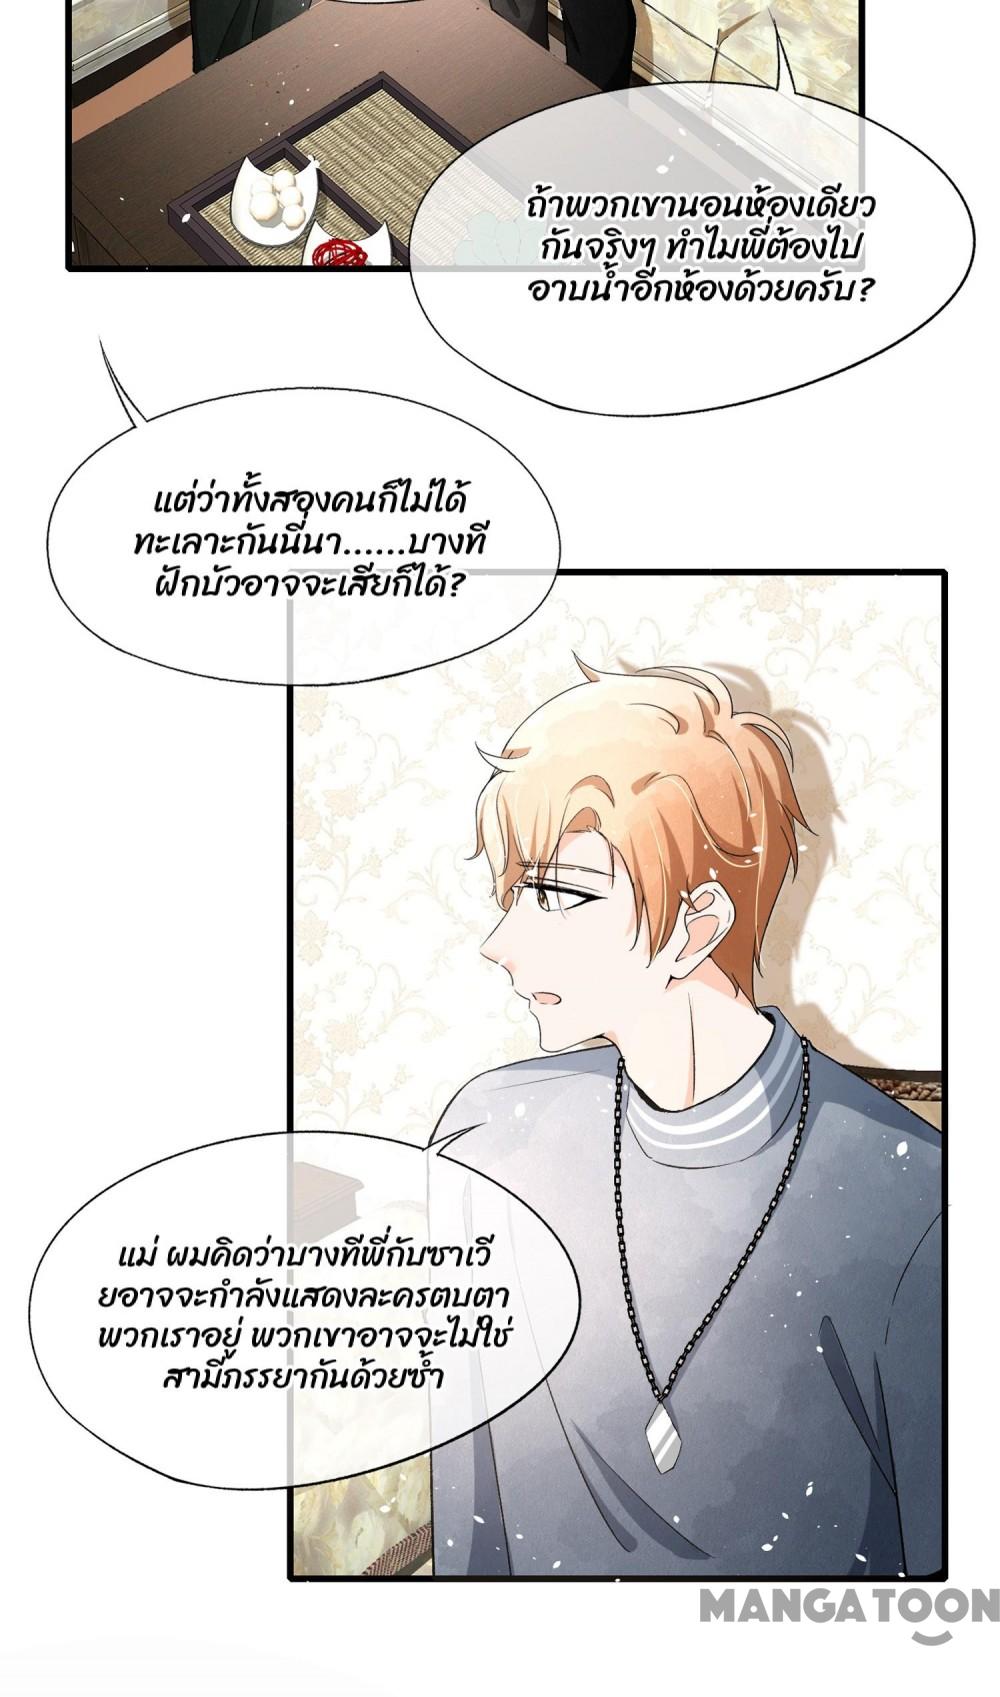 ถ้าพวกเขานอนห้องเดียว
กันจริงๆ ทำไมพี่ต้องไป
อาบน้ำอีกห้องด้วยครับ?
แต่ว่าทั้งสองคนก็ไม่ได้
ทะเลาะกันนี่นา......บางที
ฝักบัวอาจจะเสียก็ได้?
แม่ ผมคิดว่าบางทีพี่กับซาเวี
ยอาจจะกำลังแสดงละครตบตา
พวกเราอยู่ พวกเขาอาจจะไม่ใช่
สามีภรรยากันด้วยซ้ำ
MANGATOON